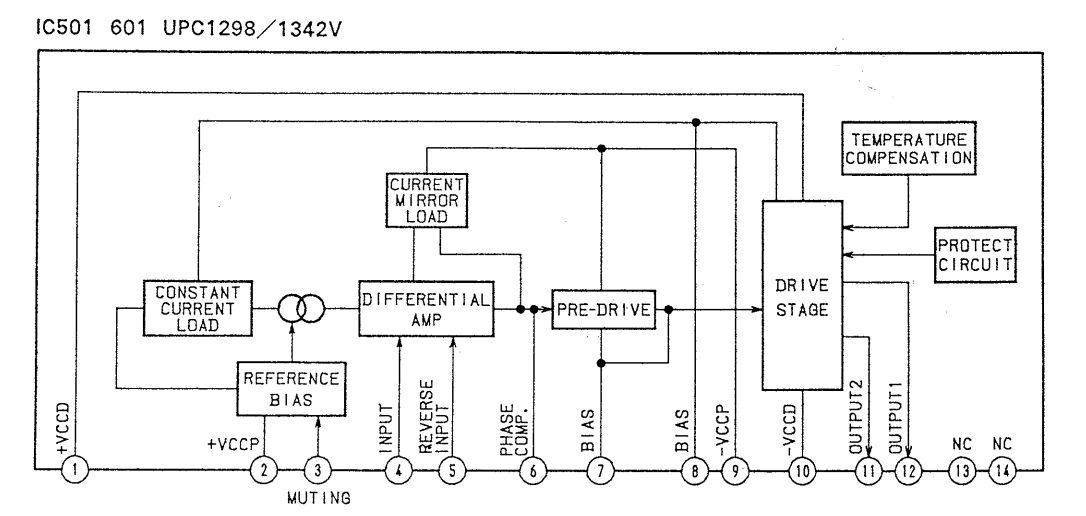 IC501 601 UPC1298/1342V
TEMPERATURE
COMPENSATION
CURRENT
MIRROR
LOAD
PROTECT
CIRCUIT
CONSTANT
CURRENT
LOAD
DIFFERENTIAL
AMP
PRE-DRIVE
DRIVE
STAGE
REFERENCE
BIAS
+VCCD
+VCCP
INPUT
REVERSE
INPUT
PHASE
COMP.
BIAS
BIAS
-VCCP
-VCCD
OUTPUT2
OUTPUT1
NC
NC
1
2
3
4
5
6
7
8
9
10
11
12
13
14
MUTING